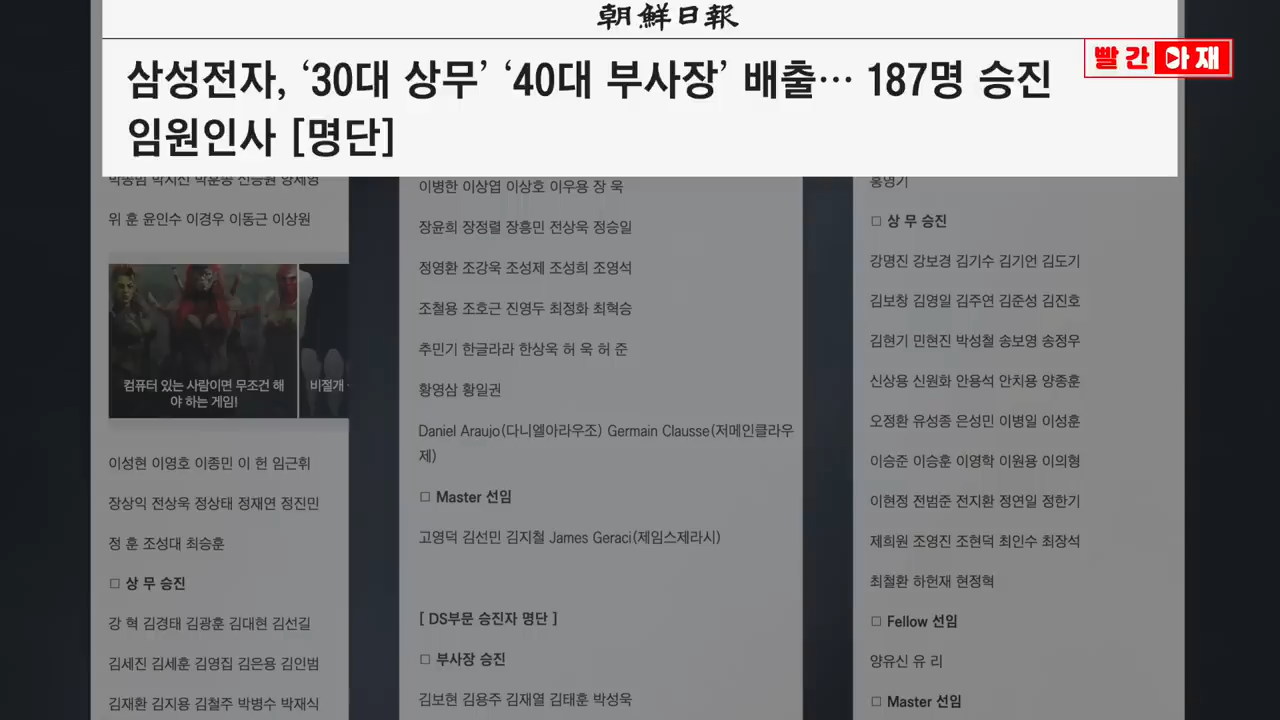 朝鮮日報
빨간아재
삼성전자, ‘30대 상무’ ‘40대 부사장’ 배출… 187명 승진
임원인사 [명단]
위 훈 윤인수 이경우 이동근 이상원
컴퓨터 있는 사람이면 무조건 해
야 하는 게임!
비절개
이성현 이영호 이종민 이 헌 임근휘
장상익 전상욱 정상태 정재연 정진민
정 훈 조성대 최승훈
□ 상 무 승진
강 혁 김경태 김광훈 김대현 김선길
김세진 김세훈 김영집 김은용 김인범
김재환 김지용 김철주 박병수 박재식
이병한 이상엽 이상호 이우용 장 욱
장윤희 장정렬 장흥민 전상욱 정승일
정영환 조강욱 조성제 조성희 조영석
조철용 조호근 진영두 최정화 최혁승
추민기 한글라라 한상욱 허 욱 허 준
황영삼 황일권
Daniel Araujo(다니엘아라우조) Germain Clausse(저메인클라우
제)
□ Master 선임
고영덕 김선민 김지철 James Geraci(제임스제라시)
[ DS부문 승진자 명단 ]
□ 부사장 승진
김보현 김용주 김재열 김태훈 박성욱
홍영기
□ 상 무 승진
강명진 강보경 김기수 김기언 김도기
김보창 김영일 김주연 김준성 김진호
김현기 민현진 박성철 송보영 송정우
신상용 신원화 안용석 안치용 양종훈
오정환 유성종 은성민 이병일 이성훈
이승준 이승훈 이영학 이원용 이의형
이현정 전범준 전지환 정연일 정한기
제희원 조영진 조현덕 최인수 최장석
최철환 하헌재 현정혁
□ Fellow 선임
양유신 유 리
□ Master 선임